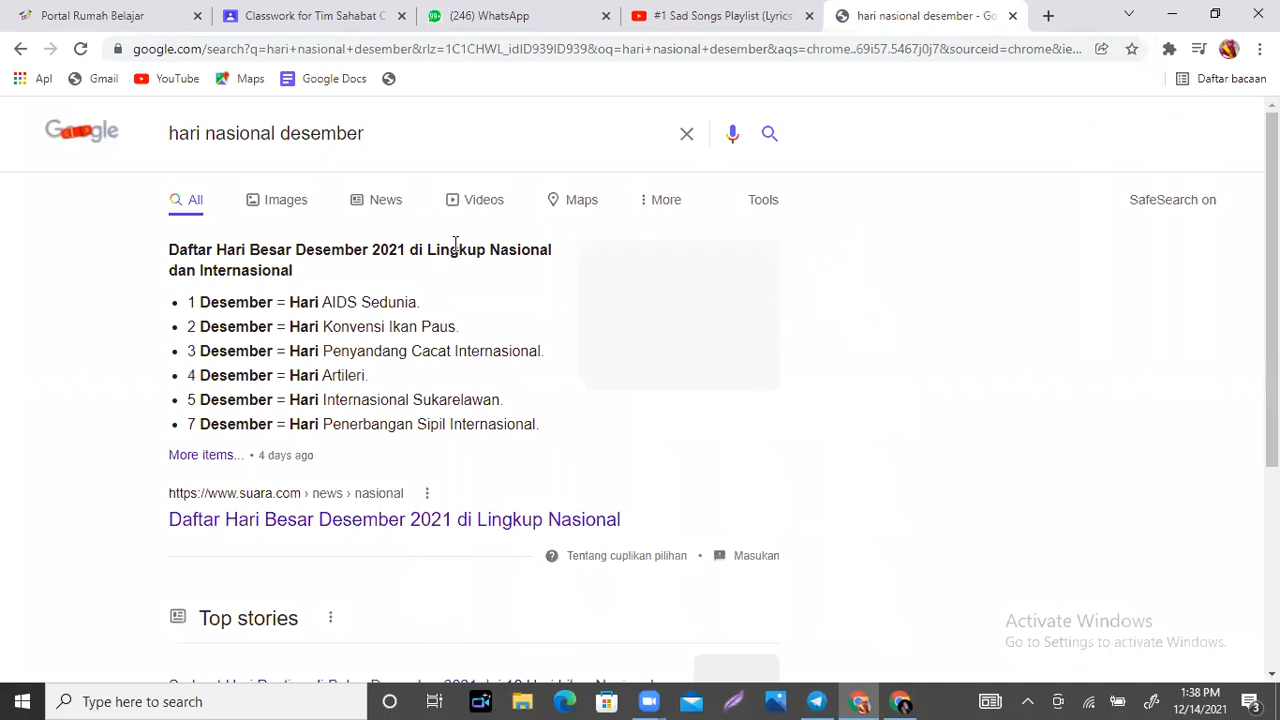 Portal Rumah Belajar
Classwork for Tim Sahabat C
(246) WhatsApp
#1 Sad Songs Playlist (Lyrics
hari nasional desember - Go
google.com/search?q=hari+nasional+desember&rlz=1C1CHWL_idID939ID939&oq=hari+nasional+desember&aqs=chrome..69i57.5467j0j7&sourceid=chrome&ie...
Apl
Gmail
YouTube
Maps
Google Docs
Daftar bacaan
Google
hari nasional desember
All
Images
News
Videos
Maps
More
Tools
SafeSearch on
Daftar Hari Besar Desember 2021 di Lingkup Nasional
dan Internasional
• 1 Desember = Hari AIDS Sedunia.
• 2 Desember = Hari Konvensi Ikan Paus.
• 3 Desember = Hari Penyandang Cacat Internasional.
• 4 Desember = Hari Artileri.
• 5 Desember = Hari Internasional Sukarelawan.
• 7 Desember = Hari Penerbangan Sipil Internasional.
More items... • 4 days ago
https://www.suara.com › news › nasional
Daftar Hari Besar Desember 2021 di Lingkup Nasional
Tentang cuplikan pilihan • Masukan
Top stories
Activate Windows
Go to Settings to activate Windows.
Type here to search
1:38 PM
12/14/2021
3